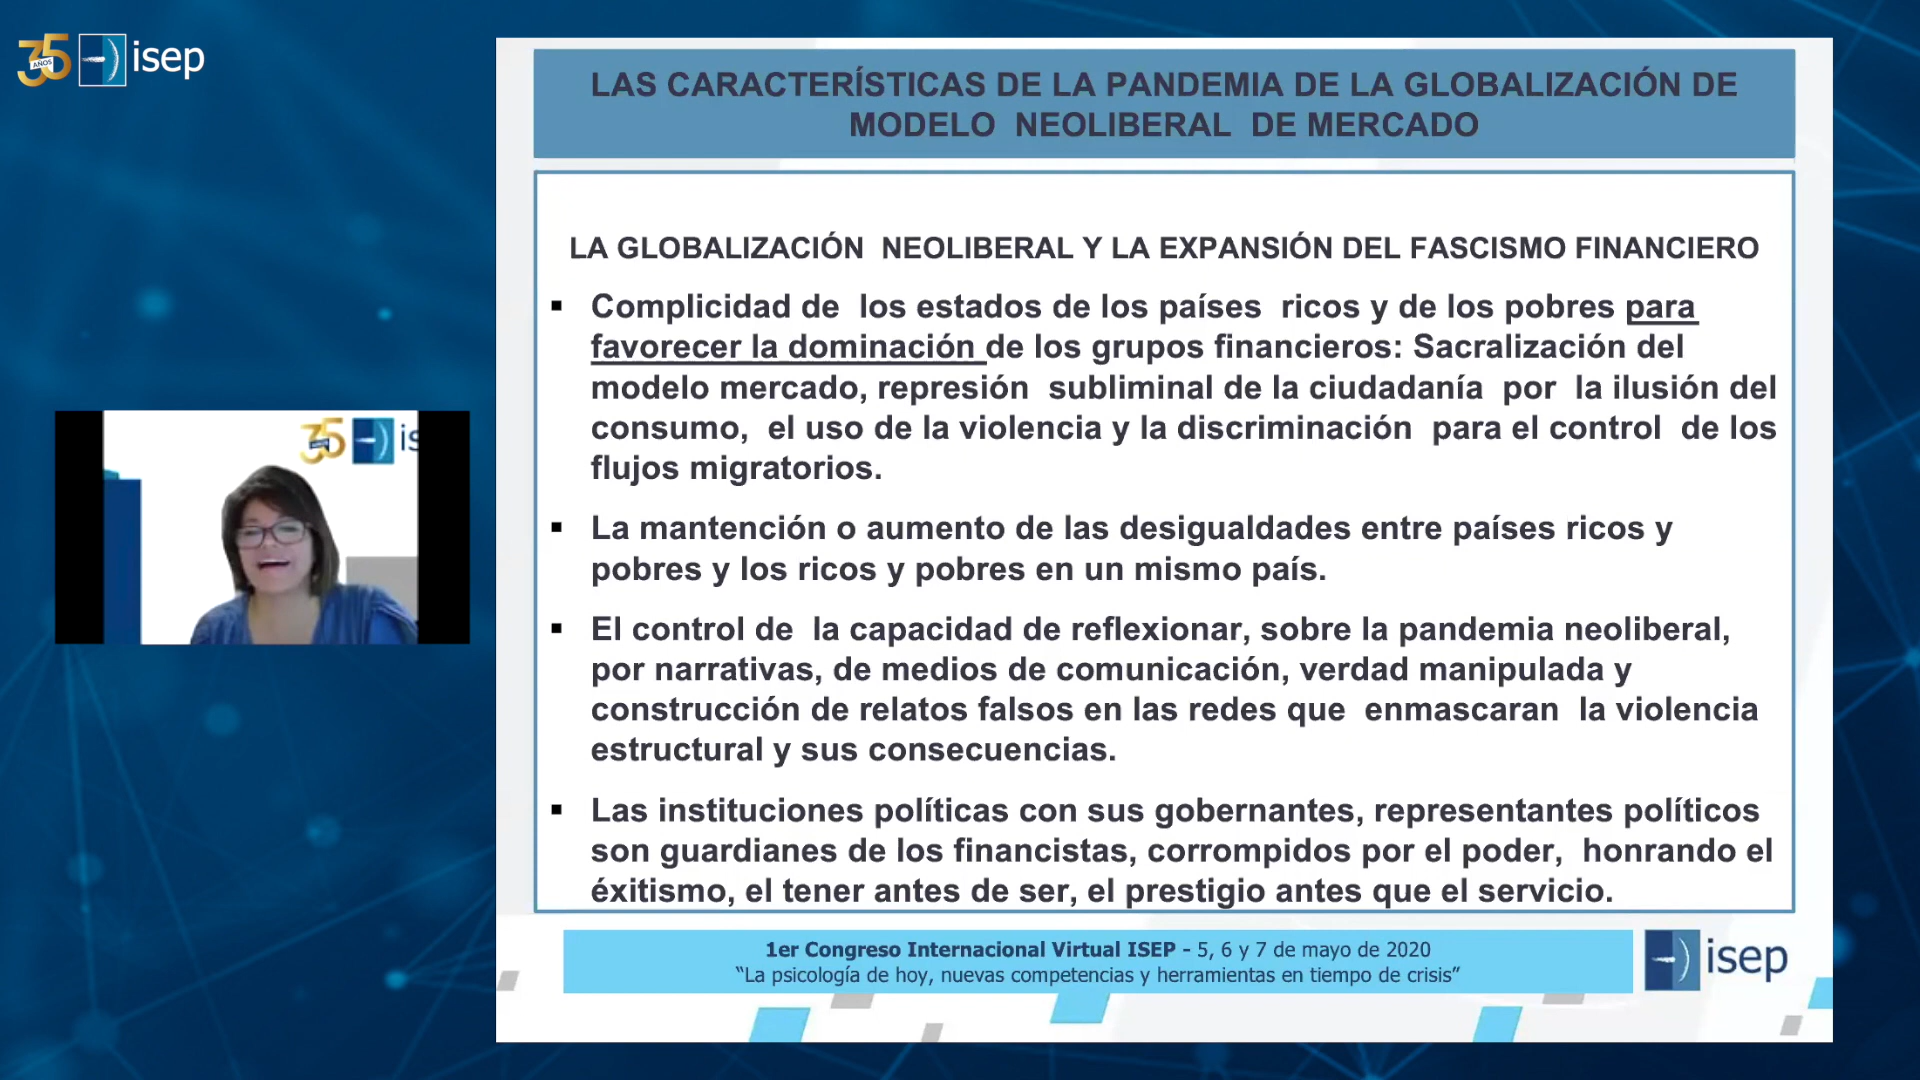 35 AÑOS isep
LAS CARACTERÍSTICAS DE LA PANDEMIA DE LA GLOBALIZACIÓN DE
MODELO NEOLIBERAL DE MERCADO
LA GLOBALIZACIÓN NEOLIBERAL Y LA EXPANSIÓN DEL FASCISMO FINANCIERO
▪ Complicidad de los estados de los países ricos y de los pobres para
favorecer la dominación de los grupos financieros: Sacralización del
modelo mercado, represión subliminal de la ciudadanía por la ilusión del
consumo, el uso de la violencia y la discriminación para el control de los
flujos migratorios.
▪ La mantención o aumento de las desigualdades entre países ricos y
pobres y los ricos y pobres en un mismo país.
▪ El control de la capacidad de reflexionar, sobre la pandemia neoliberal,
por narrativas, de medios de comunicación, verdad manipulada y
construcción de relatos falsos en las redes que enmascaran la violencia
estructural y sus consecuencias.
▪ Las instituciones políticas con sus gobernantes, representantes políticos
son guardianes de los financistas, corrompidos por el poder, honrando el
éxitismo, el tener antes de ser, el prestigio antes que el servicio.
35 is
1er Congreso Internacional Virtual ISEP - 5, 6 y 7 de mayo de 2020
“La psicología de hoy, nuevas competencias y herramientas en tiempo de crisis”
isep